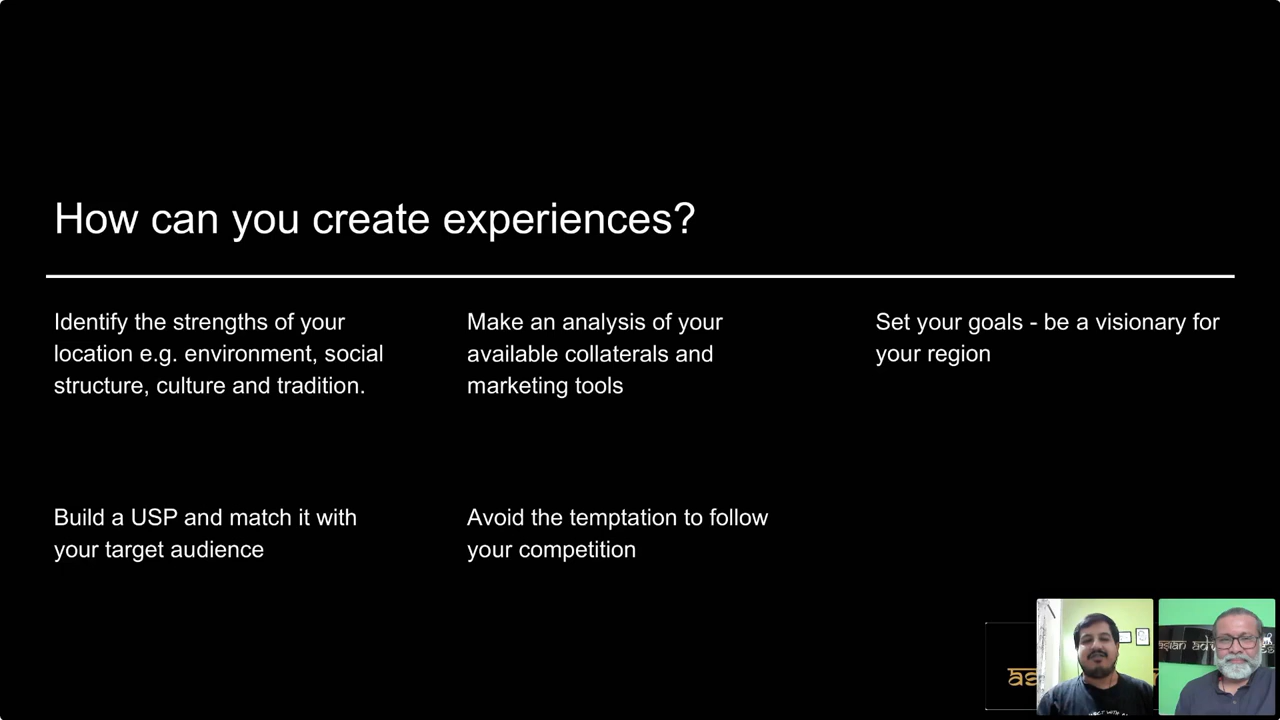 How can you create experiences?
Identify the strengths of your
location e.g. environment, social
structure, culture and tradition.
Make an analysis of your
available collaterals and
marketing tools
Set your goals - be a visionary for
your region
Build a USP and match it with
your target audience
Avoid the temptation to follow
your competition
asian